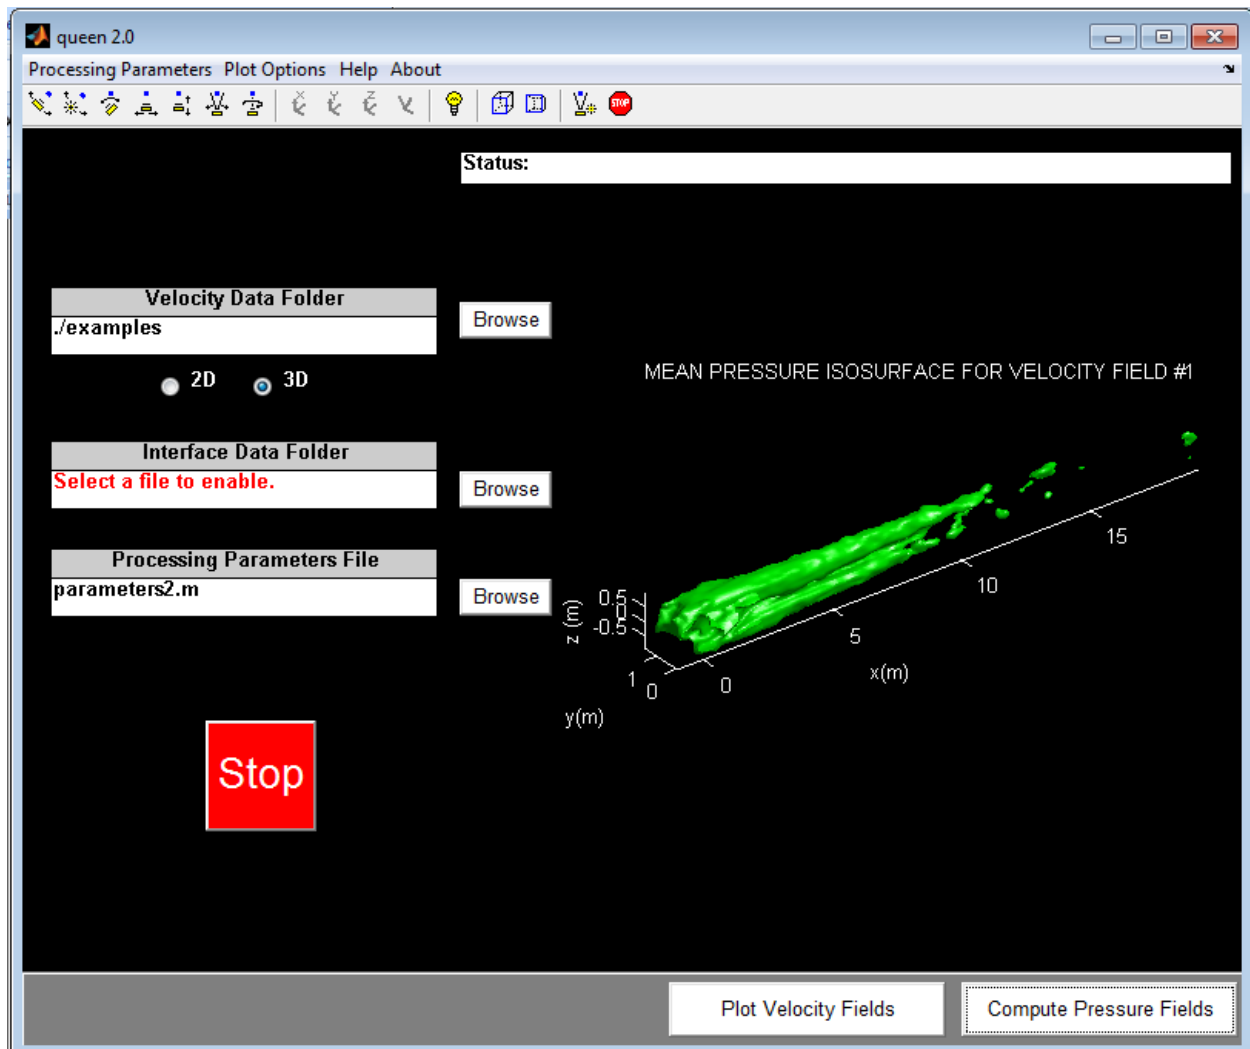 queen 2.0
Processing Parameters Plot Options Help About
X Y Z
STOP
Status:
Velocity Data Folder
./examples
Browse
2D 3D
MEAN PRESSURE ISOSURFACE FOR VELOCITY FIELD #1
Interface Data Folder
Select a file to enable.
Browse
Processing Parameters File
parameters2.m
Browse
0.5
0
-0.5
z (m)
1
0
y(m)
0
5
10
15
x(m)
Stop
Plot Velocity Fields Compute Pressure Fields